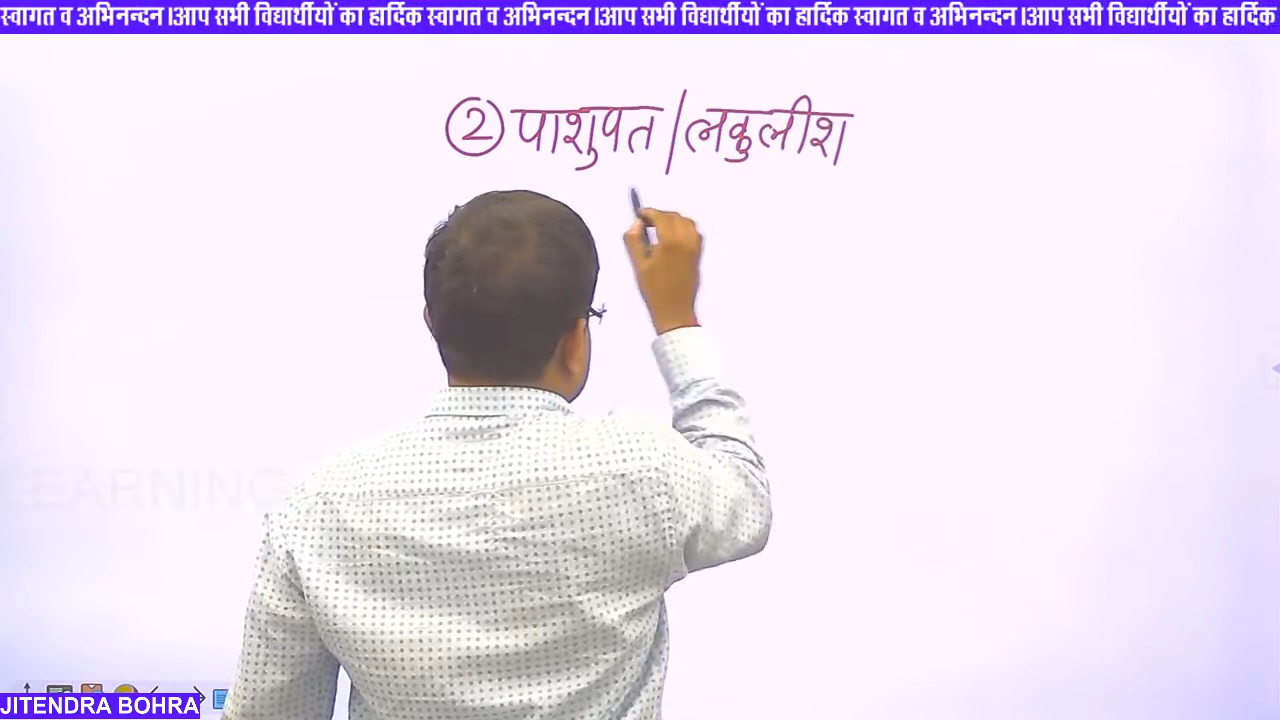 स्वागत व अभिनन्दन।आप सभी विद्यार्थीयों का हार्दिक स्वागत व अभिनन्दन।आप सभी विद्यार्थीयों का हार्दिक स्वागत व अभिनन्दन।आप सभी विद्यार्थीयों का हार्दिक
② पाशुपत / लकुलीश
LEARNING
JITENDRA BOHRA